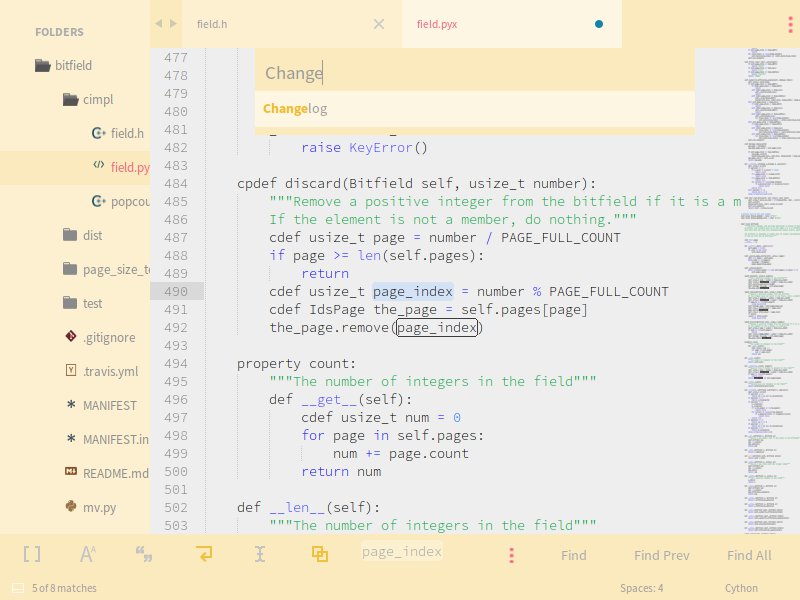 FOLDERS
bitfield
cimpl
field.h
field.py
popcou
dist
page_size_t
test
.gitignore
.travis.yml
MANIFEST
MANIFEST.in
README.md
mv.py
field.h
field.pyx
Change
Changelog
477
478
479
480
481
482 raise KeyError()
483
484 cpdef discard(Bitfield self, usize_t number):
485 """Remove a positive integer from the bitfield if it is a m
486 If the element is not a member, do nothing."""
487 cdef usize_t page = number / PAGE_FULL_COUNT
488 if page >= len(self.pages):
489 return
490 cdef usize_t page_index = number % PAGE_FULL_COUNT
491 cdef IdsPage the_page = self.pages[page]
492 the_page.remove(page_index)
493
494 property count:
495 """The number of integers in the field"""
496 def __get__(self):
497 cdef usize_t num = 0
498 for page in self.pages:
499 num += page.count
500 return num
501
502 def __len__(self):
503 """The number of integers in the field"""
page_index
Find
Find Prev
Find All
5 of 8 matches
Spaces: 4
Cython